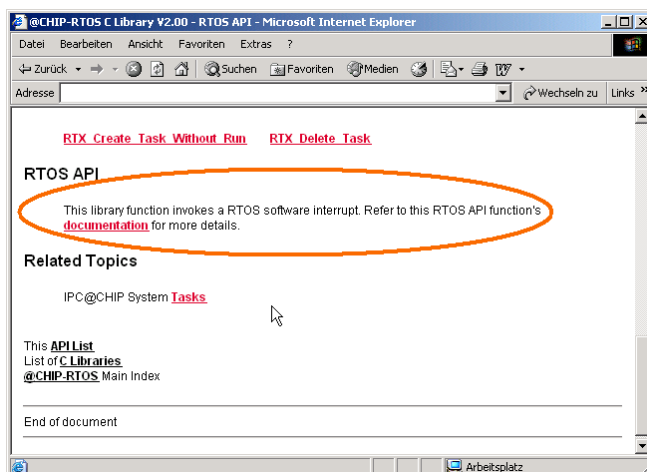 @CHIP-RTOS C Library V2.00 - RTOS API - Microsoft Internet Explorer
Datei Bearbeiten Ansicht Favoriten Extras ?
Zurück Suchen Favoriten Medien
Adresse Wechseln zu Links »
RTX_Create_Task_Without_Run RTX_Delete_Task
RTOS API
This library function invokes a RTOS software interrupt. Refer to this RTOS API function's
documentation for more details.
Related Topics
IPC@CHIP System Tasks
This API List
List of C Libraries
@CHIP-RTOS Main Index
End of document
Arbeitsplatz